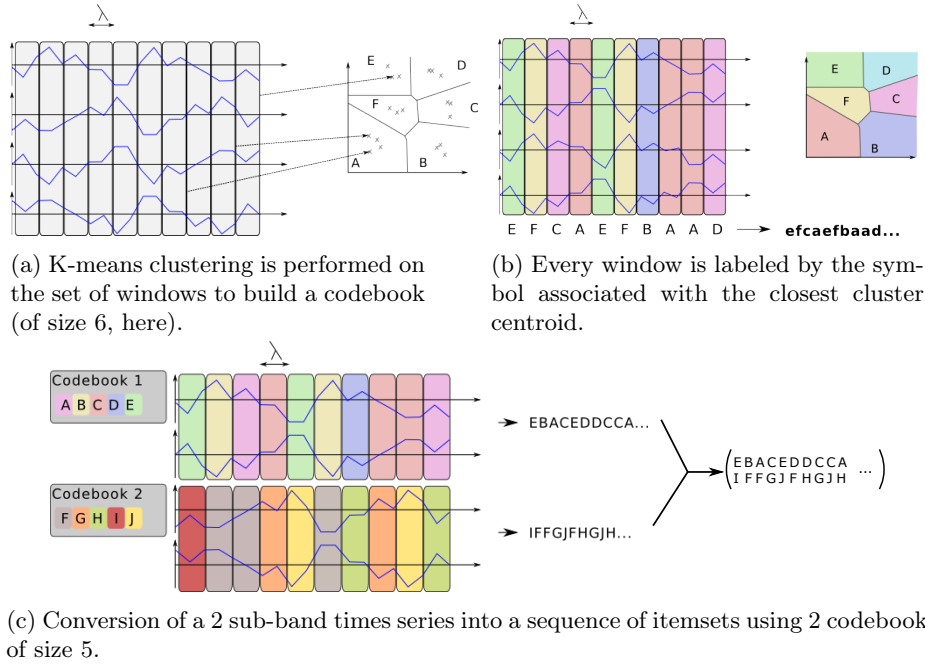 λ
E
D
F
C
A
B
(a) K-means clustering is performed on
the set of windows to build a codebook
(of size 6, here).
λ
E
D
F
C
A
B
E F C A E F B A A D
efcaefbaad...
(b) Every window is labeled by the sym-
bol associated with the closest cluster
centroid.
λ
Codebook 1
A B C D E
EBACEDDCCA...
EBACEDDCCA
IFFGJFHGJH
...
Codebook 2
F G H I J
IFFGJFHGJH...
(c) Conversion of a 2 sub-band times series into a sequence of itemsets using 2 codebook
of size 5.